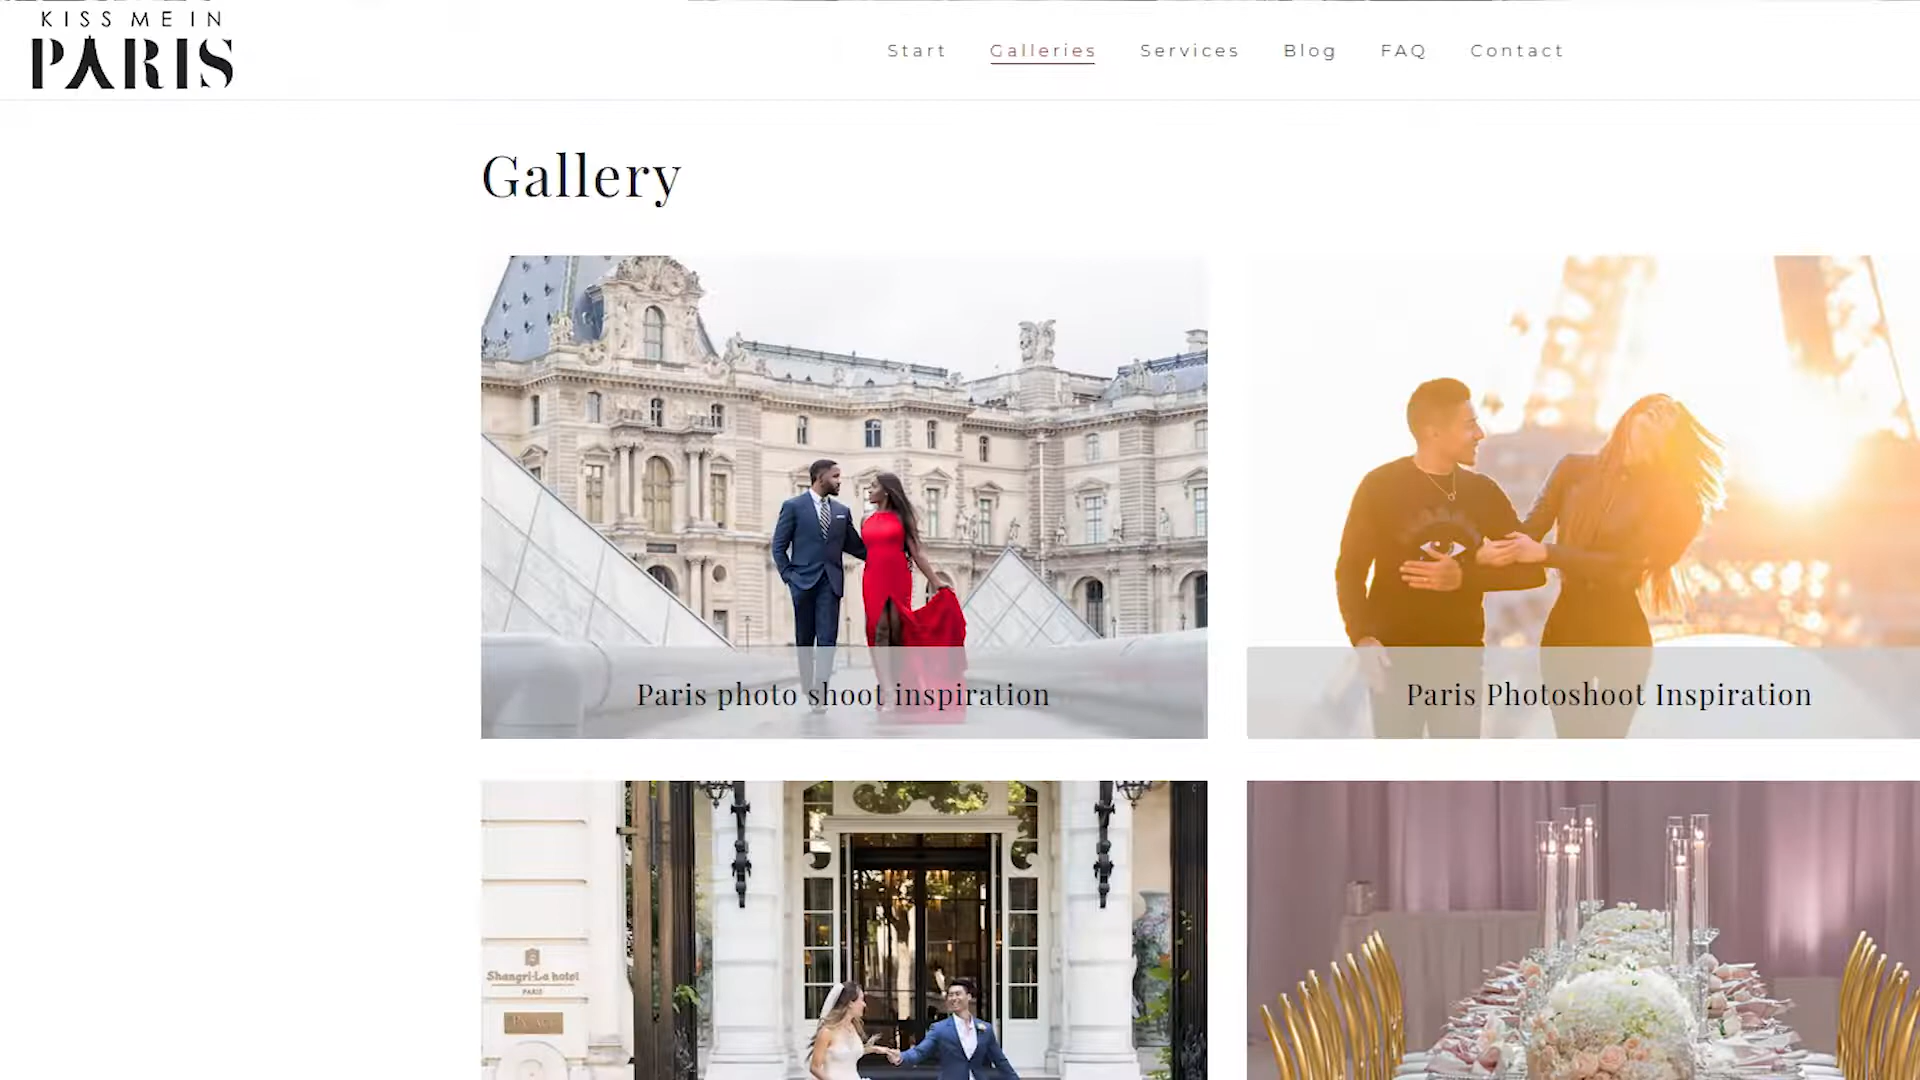 KISS ME IN
PARIS
Start
Galleries
Services
Blog
FAQ
Contact
Gallery
Paris photo shoot inspiration
Paris Photoshoot Inspiration
Shangri-La hotel
PARIS